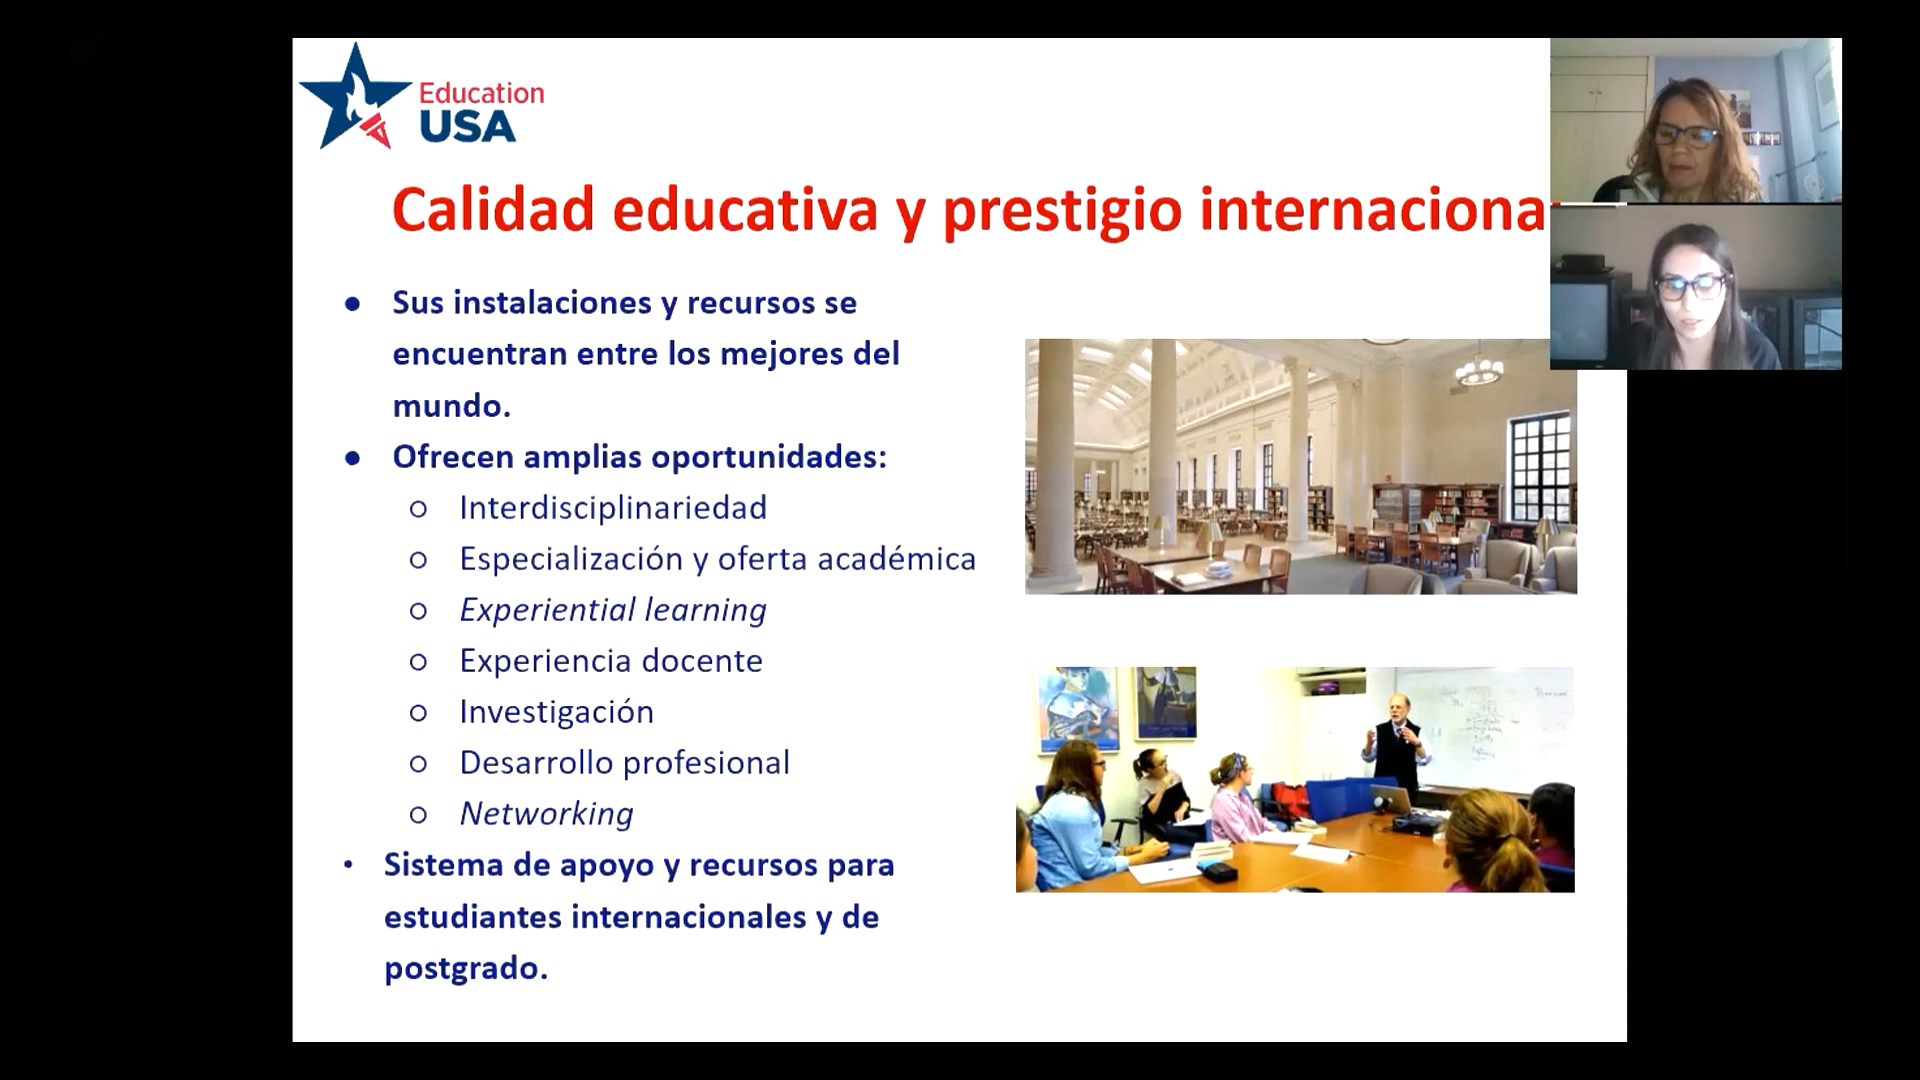 Education
USA
Calidad educativa y prestigio internaciona
● Sus instalaciones y recursos se
encuentran entre los mejores del
mundo.
● Ofrecen amplias oportunidades:
○ Interdisciplinariedad
○ Especialización y oferta académica
○ Experiential learning
○ Experiencia docente
○ Investigación
○ Desarrollo profesional
○ Networking
• Sistema de apoyo y recursos para
estudiantes internacionales y de
postgrado.